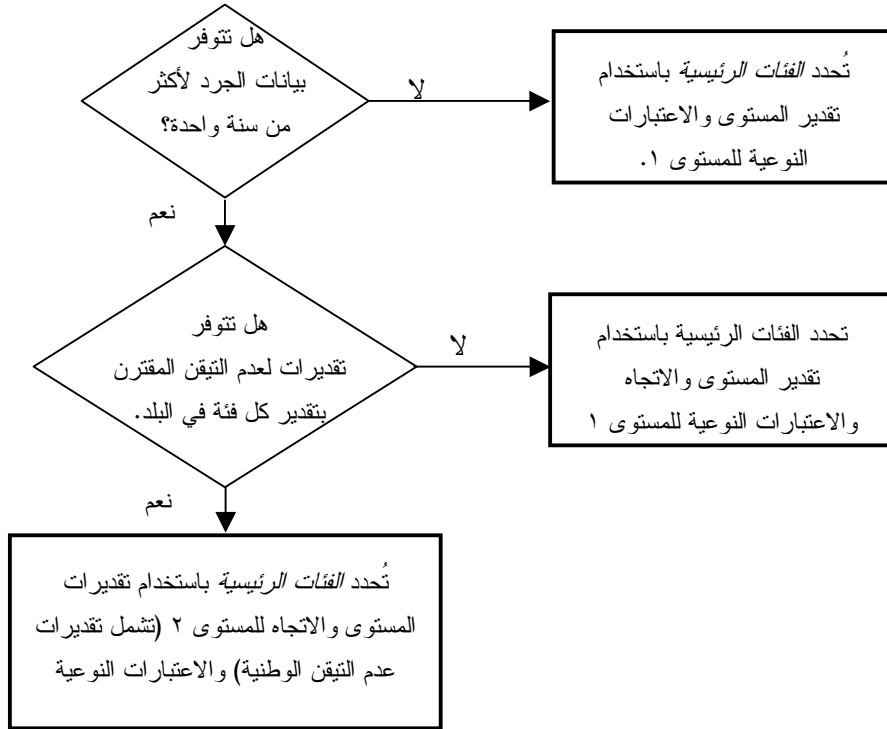 هل تتوفر
بيانات الجرد لأكثر
من سنة واحدة؟
لا
تُحدد الفئات الرئيسية باستخدام
تقدير المستوى والاعتبارات
النوعية للمستوى ١.
نعم
هل تتوفر
تقديرات لعدم التيقن المقترن
بتقدير كل فئة في البلد.
لا
تحدد الفئات الرئيسية باستخدام
تقدير المستوى والاتجاه
والاعتبارات النوعية للمستوى ١
نعم
تُحدد الفئات الرئيسية باستخدام تقديرات
المستوى والاتجاه للمستوى ٢ (تشمل تقديرات
عدم التيقن الوطنية) والاعتبارات النوعية